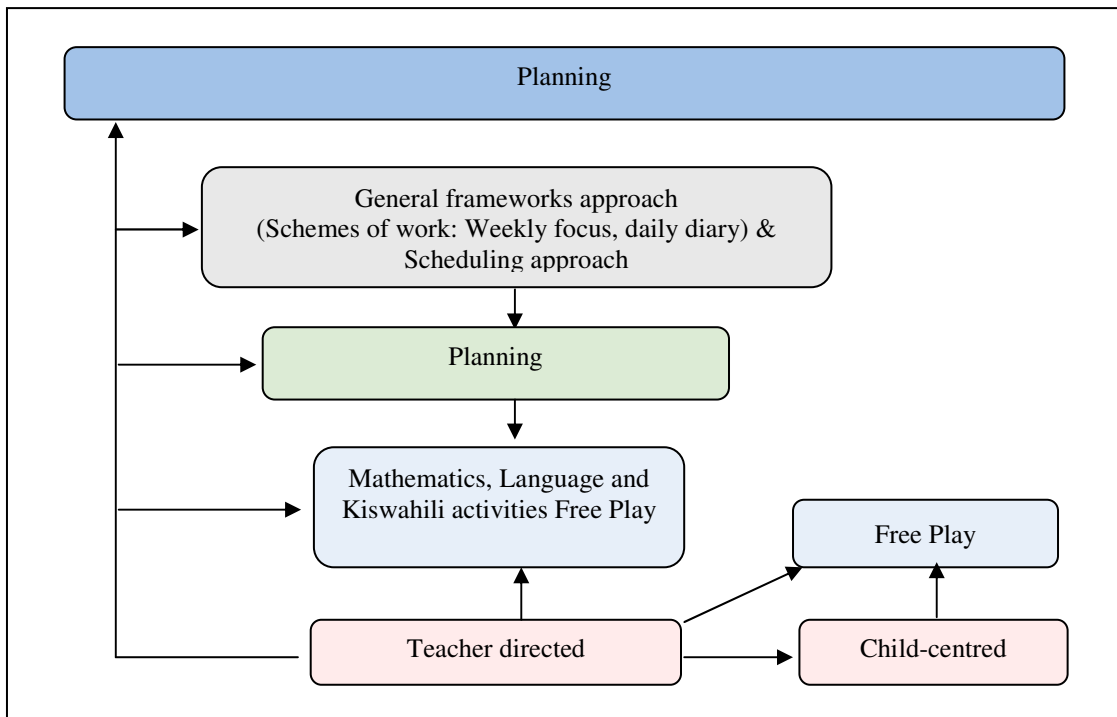 Planning
General frameworks approach
(Schemes of work: Weekly focus, daily diary) &
Scheduling approach
Planning
Mathematics, Language and
Kiswahili activities Free Play
Free Play
Teacher directed
Child-centred